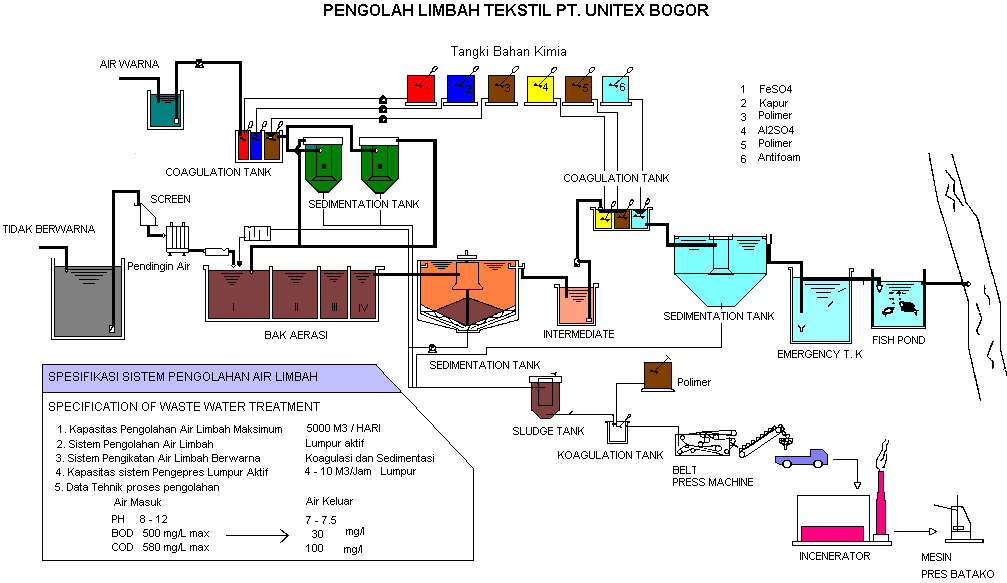 PENGOLAH LIMBAH TEKSTIL PT. UNITEX BOGOR
Tangki Bahan Kimia
AIR WARNA
1 2 3 4 5 6
1 FeSO4
2 Kapur
3 Polimer
4 Al2SO4
5 Polimer
6 Antifoam
COAGULATION TANK
COAGULATION TANK
SCREEN
SEDIMENTATION TANK
TIDAK BERWARNA
Pendingin Air
I II III IV
BAK AERASI
INTERMEDIATE
SEDIMENTATION TANK
EMERGENCY T. K
FISH POND
SEDIMENTATION TANK
Polimer
SLUDGE TANK
KOAGULATION TANK
BELT
PRESS MACHINE
INCENERATOR
MESIN
PRES BATAKO
SPESIFIKASI SISTEM PENGOLAHAN AIR LIMBAH
SPECIFICATION OF WASTE WATER TREATMENT
1. Kapasitas Pengolahan Air Limbah Maksimum 5000 M3 / HARI
2. Sistem Pengolahan Air Limbah Lumpur aktif
3. Sistem Pengikatan Air Limbah Berwarna Koagulasi dan Sedimentasi
4. Kapasitas sistem Pengepres Lumpur Aktif 4 - 10 M3/Jam Lumpur
5. Data Tehnik proses pengolahan
Air Masuk Air Keluar
PH 8 - 12 7 - 7.5
BOD 500 mg/L max 30 mg/l
COD 580 mg/L max 100 mg/l